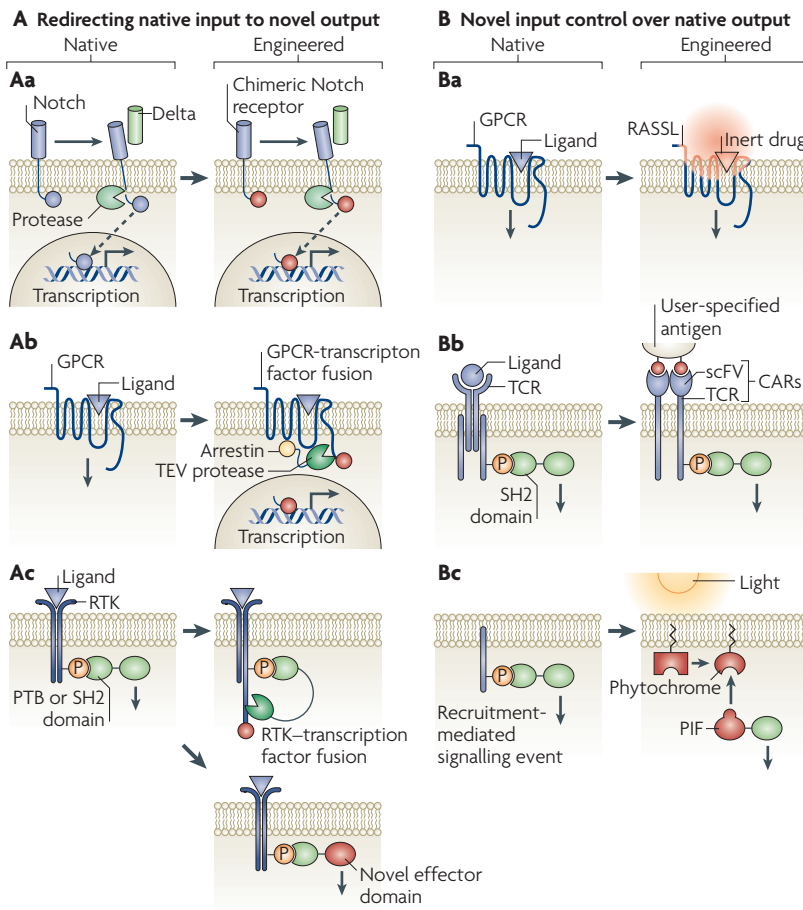 A Redirecting native input to novel output
Native
Engineered
Aa
Notch
Delta
Protease
Transcription
Chimeric Notch
receptor
Transcription
Ab
GPCR
Ligand
GPCR-transcripton
factor fusion
Arrestin
TEV protease
Transcription
Ac
Ligand
RTK
P
PTB or SH2
domain
P
RTK–transcription
factor fusion
P
Novel effector
domain
B Novel input control over native output
Native
Engineered
Ba
GPCR
Ligand
RASSL
Inert drug
Bb
Ligand
TCR
P
SH2
domain
User-specified
antigen
scFV
TCR
CARs
P
Bc
P
Recruitment-
mediated
signalling event
Light
Phytochrome
PIF